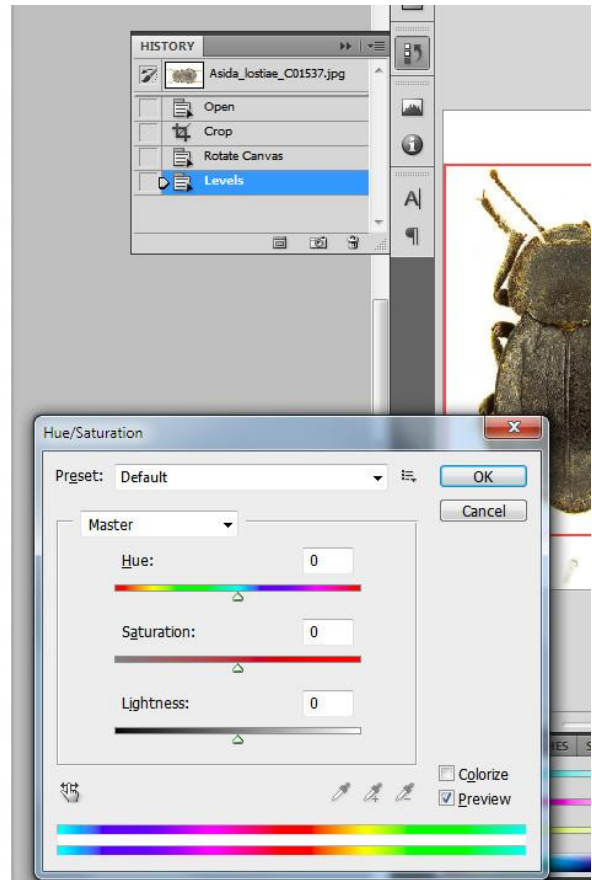 HISTORY
Asida_lostiae_C01537.jpg
Open
Crop
Rotate Canvas
Levels
A
¶
Hue/Saturation
Preset: Default
OK
Cancel
Master
Hue: 0
Saturation: 0
Lightness: 0
Colorize
Preview